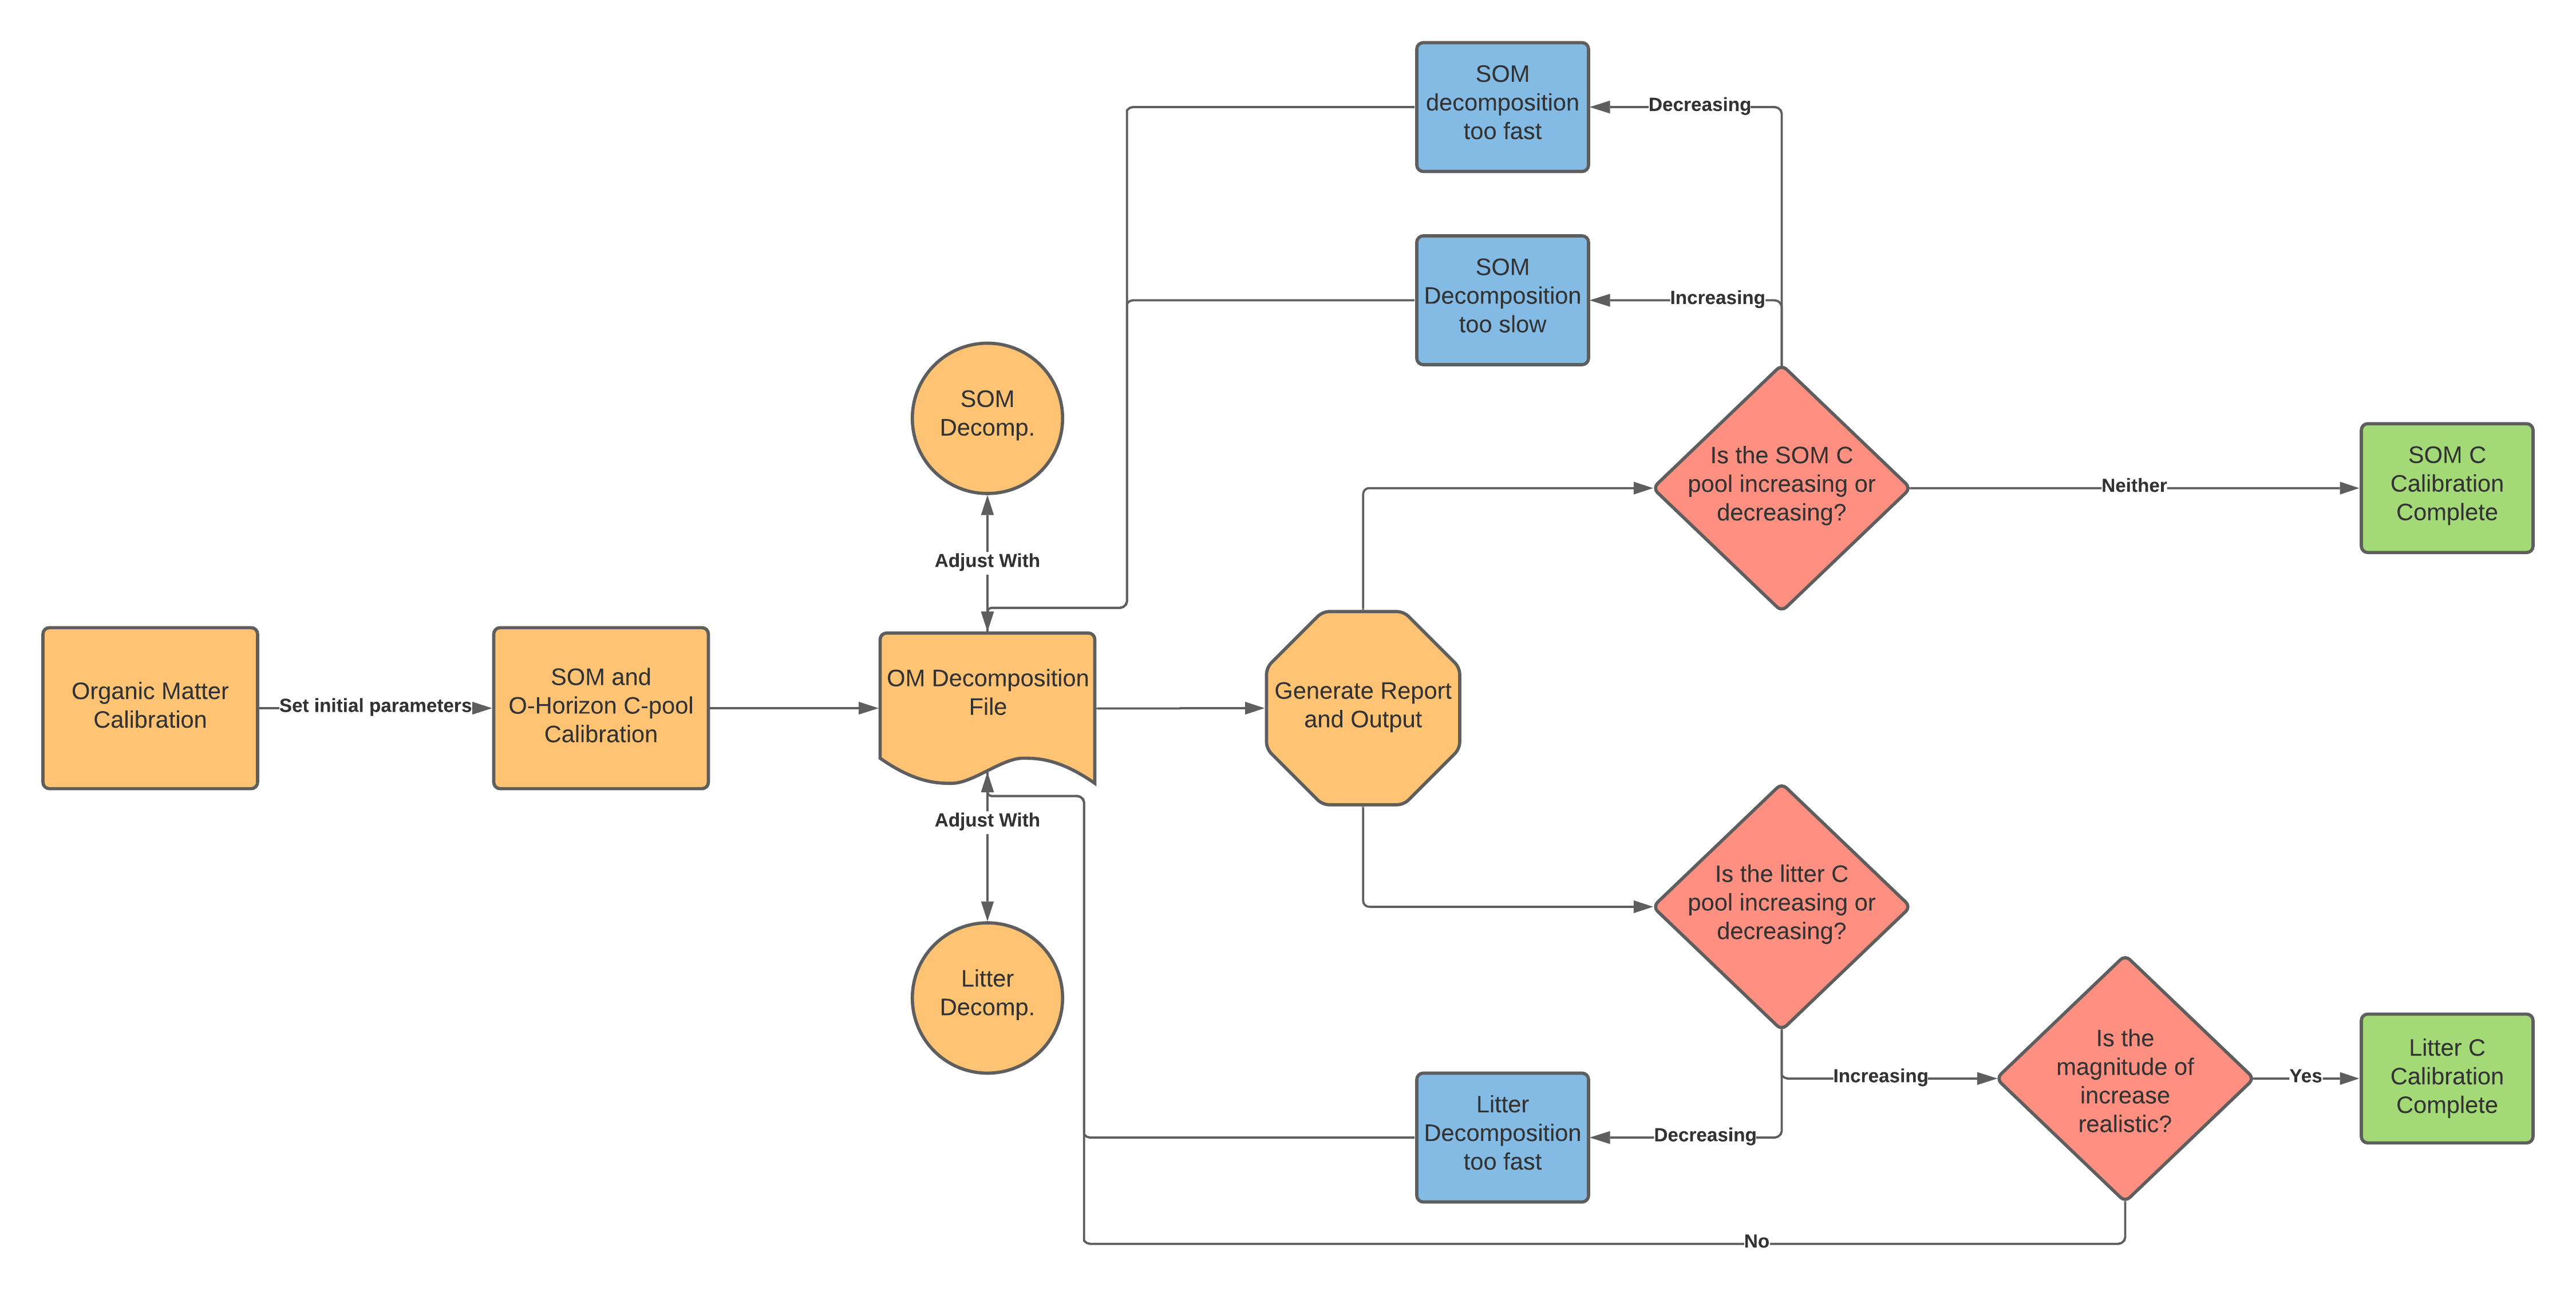 SOM
decomposition
too fast
Decreasing
SOM
Decomposition
too slow
Increasing
SOM
Decomp.
Is the SOM C
pool increasing or
decreasing?
Neither
SOM C
Calibration
Complete
Adjust With
Organic Matter
Calibration
Set initial parameters
SOM and
O-Horizon C-pool
Calibration
OM Decomposition
File
Generate Report
and Output
Adjust With
Is the litter C
pool increasing or
decreasing?
Litter
Decomp.
Increasing
Is the
magnitude of
increase
realistic?
Yes
Litter C
Calibration
Complete
Litter
Decomposition
too fast
Decreasing
No